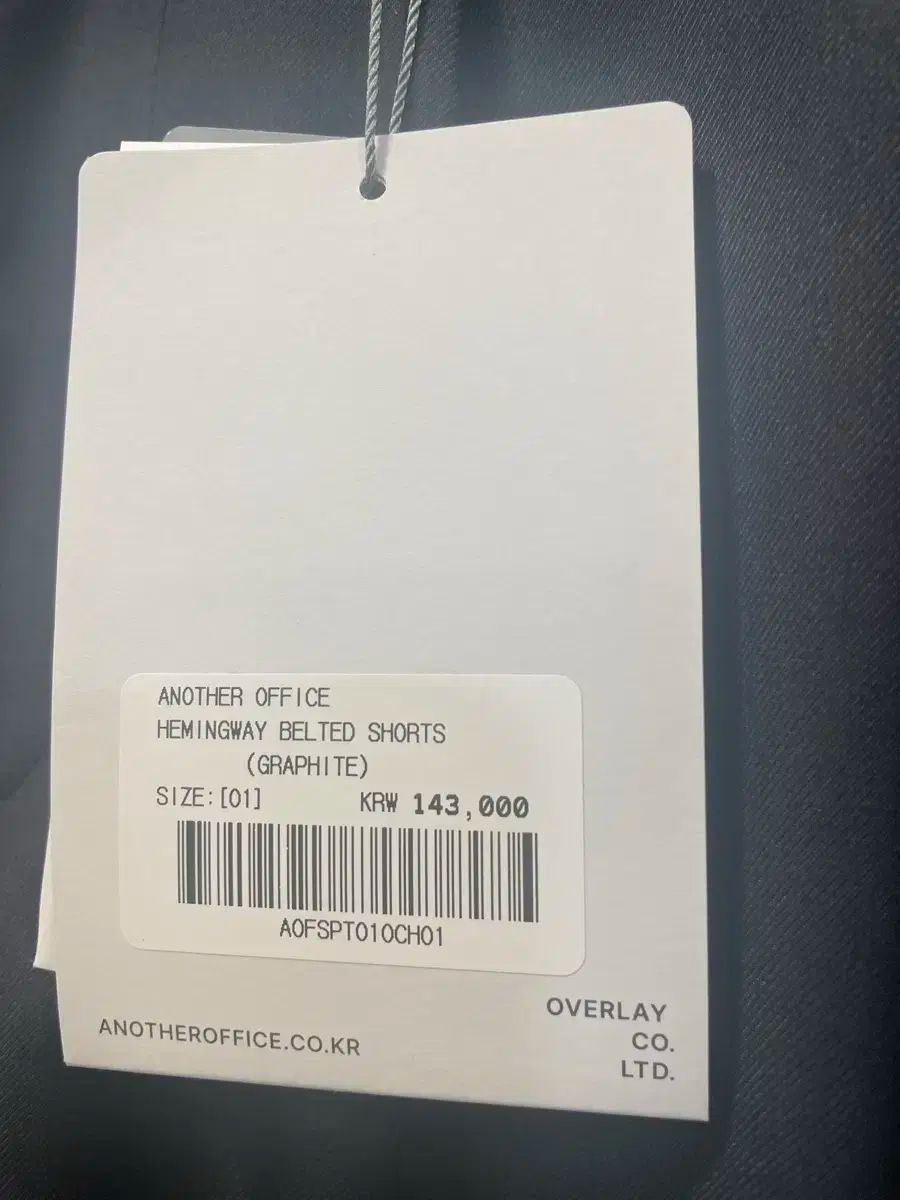 ANOTHER OFFICE
HEMINGWAY BELTED SHORTS
(GRAPHITE)
SIZE:[01] KRW 143,000
AOFSPT010CH01
ANOTHEROFFICE.CO.KR
OVERLAY
CO.
LTD.